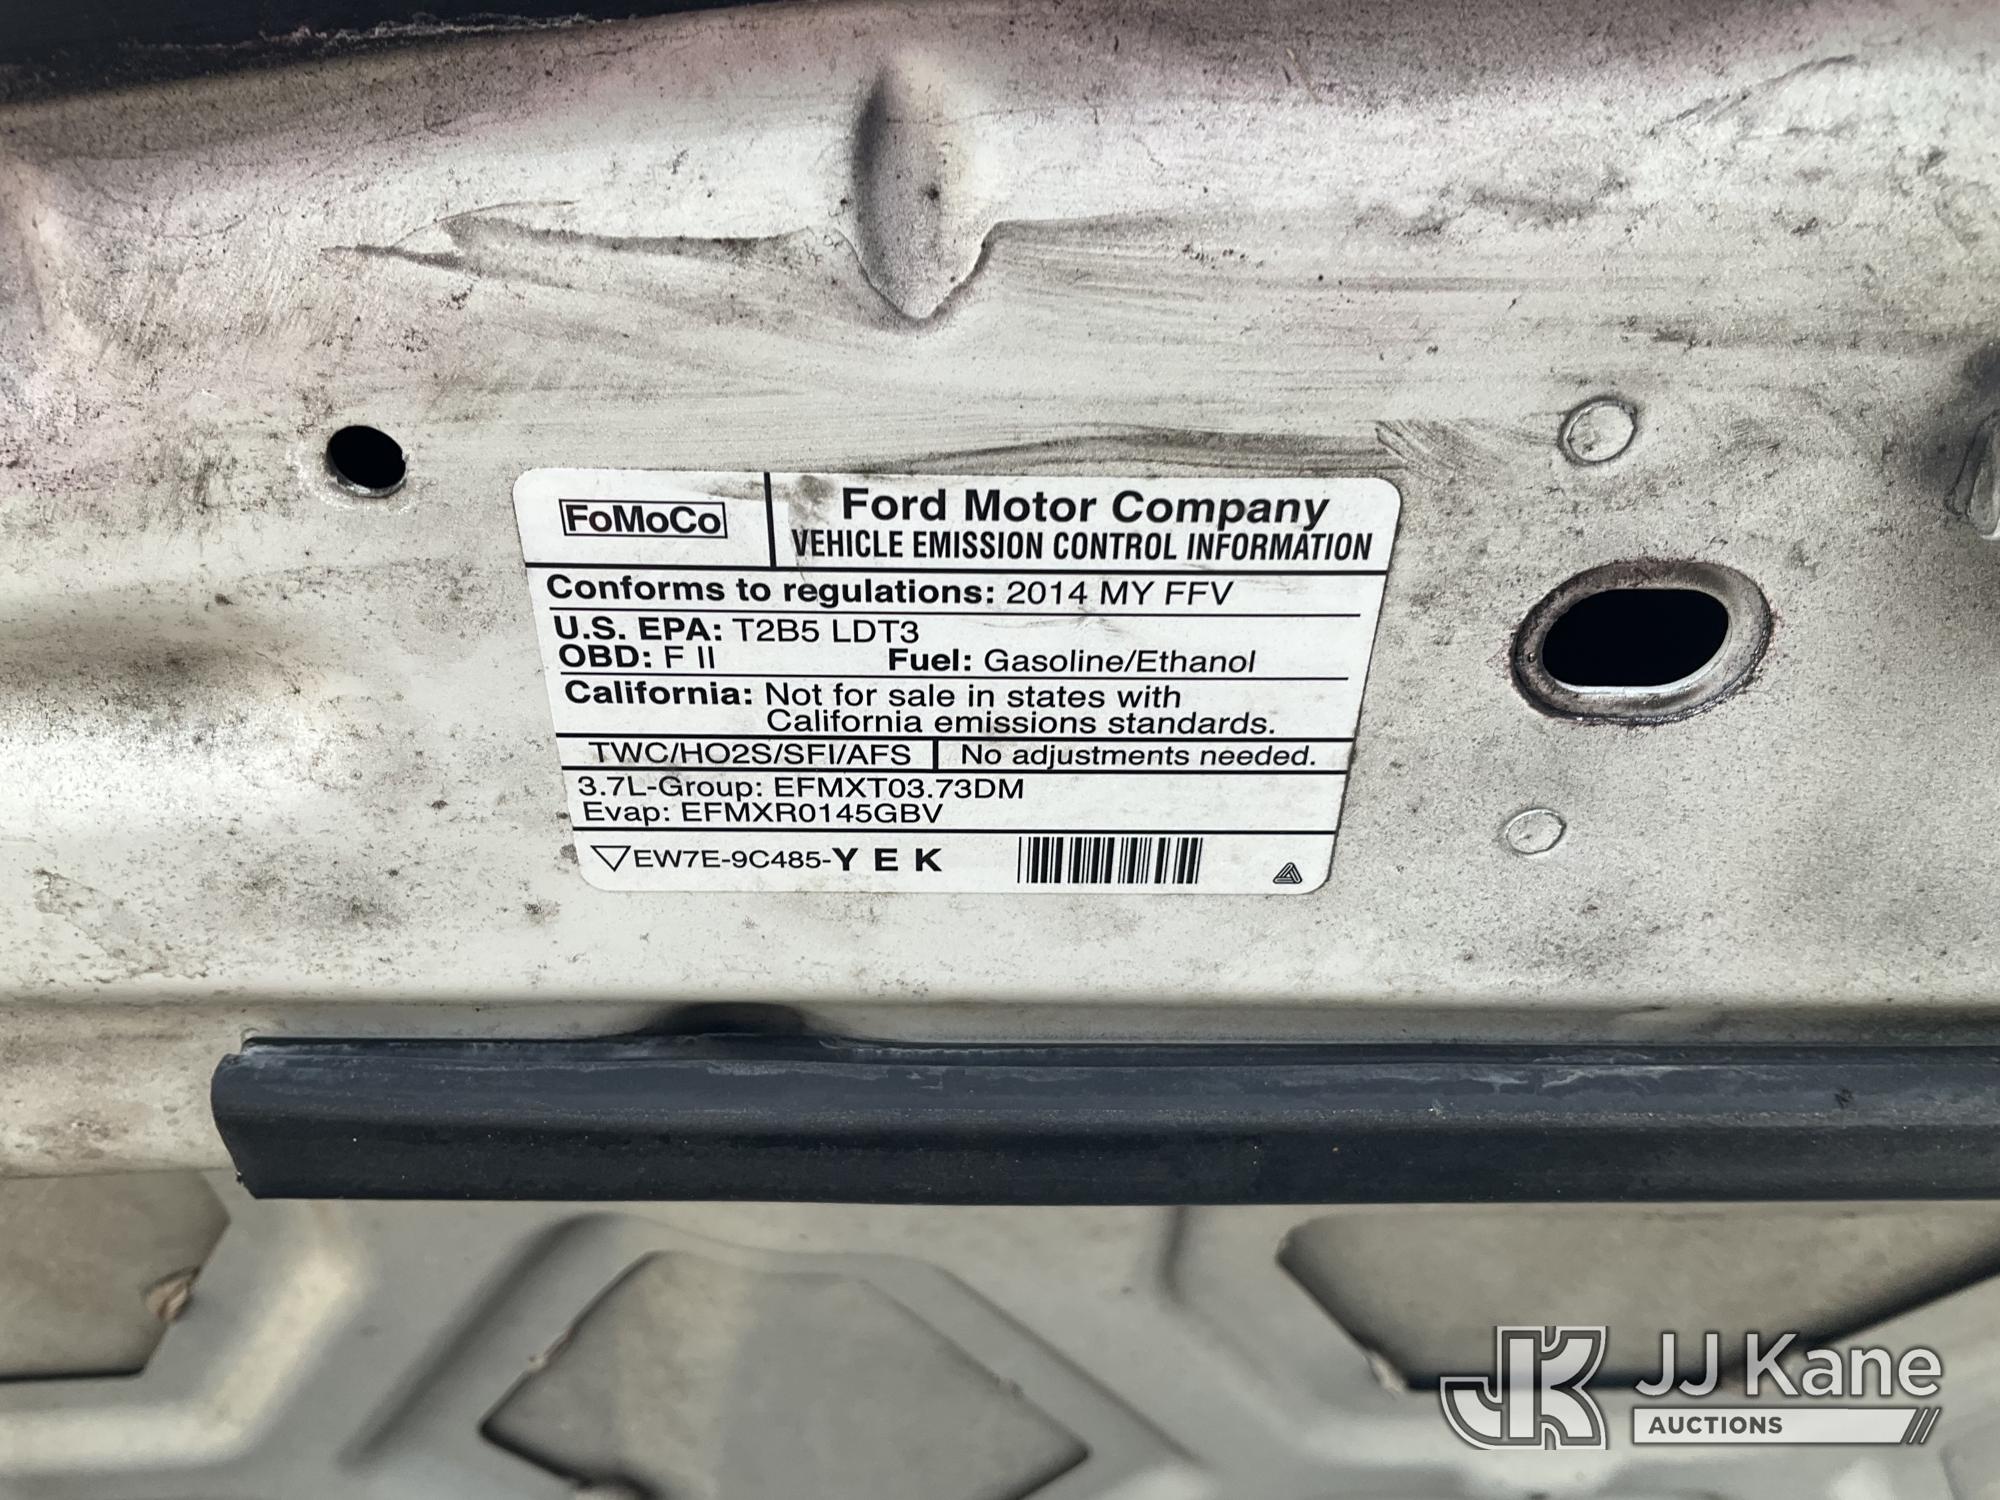 FoMoCo
Ford Motor Company
VEHICLE EMISSION CONTROL INFORMATION
Conforms to regulations: 2014 MY FFV
U.S. EPA: T2B5 LDT3
OBD: F II Fuel: Gasoline/Ethanol
California: Not for sale in states with
California emissions standards.
TWC/HO2S/SFI/AFS No adjustments needed.
3.7L-Group: EFMXT03.73DM
Evap: EFMXR0145GBV
EW7E-9C485-Y E K
JK JJ Kane
AUCTIONS